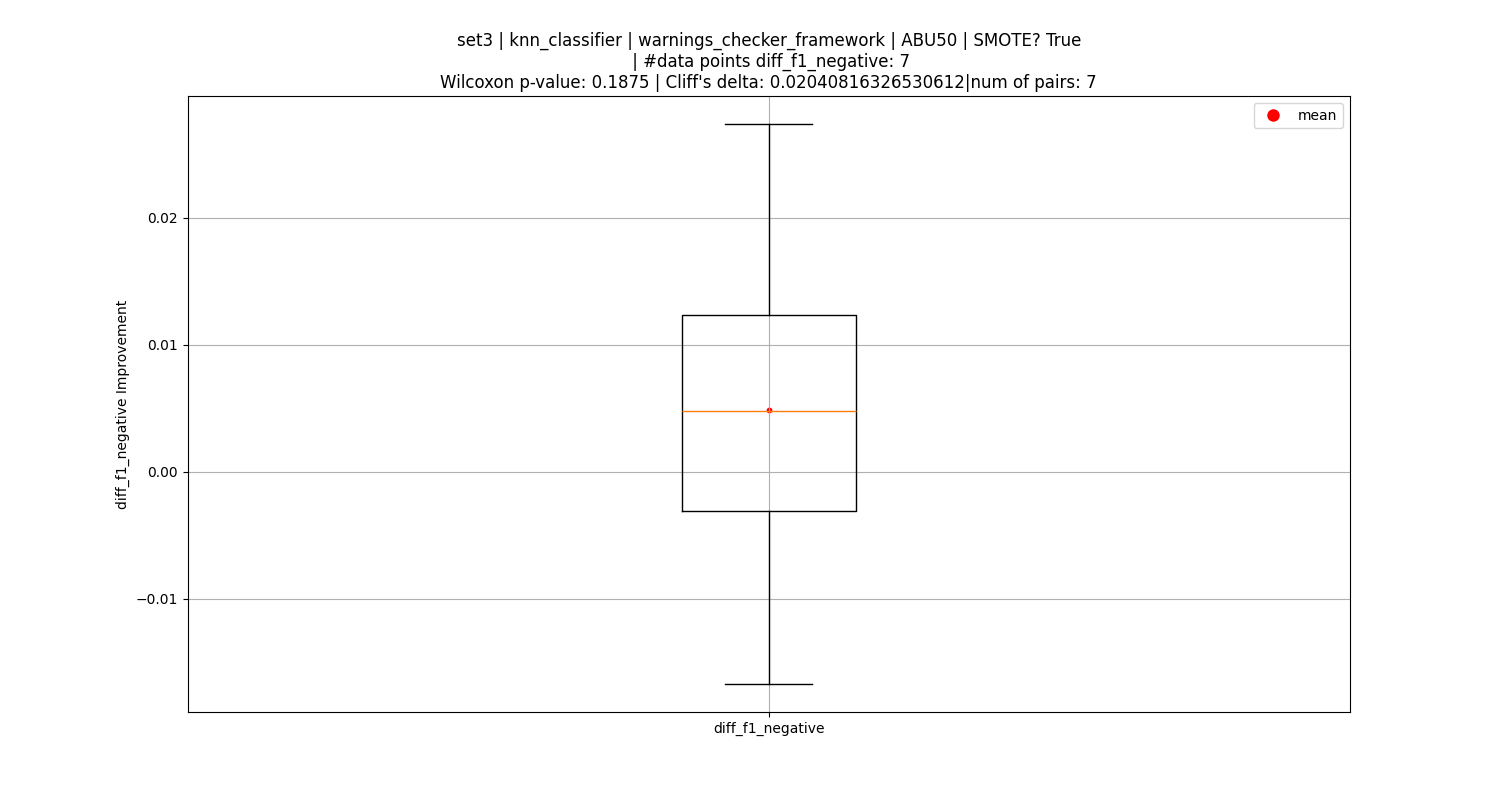 set3 | knn_classifier | warnings_checker_framework | ABU50 | SMOTE? True
| #data points diff_f1_negative: 7
Wilcoxon p-value: 0.1875 | Cliff's delta: 0.02040816326530612|num of pairs: 7
mean
0.02
0.01
0.00
−0.01
diff_f1_negative Improvement
diff_f1_negative